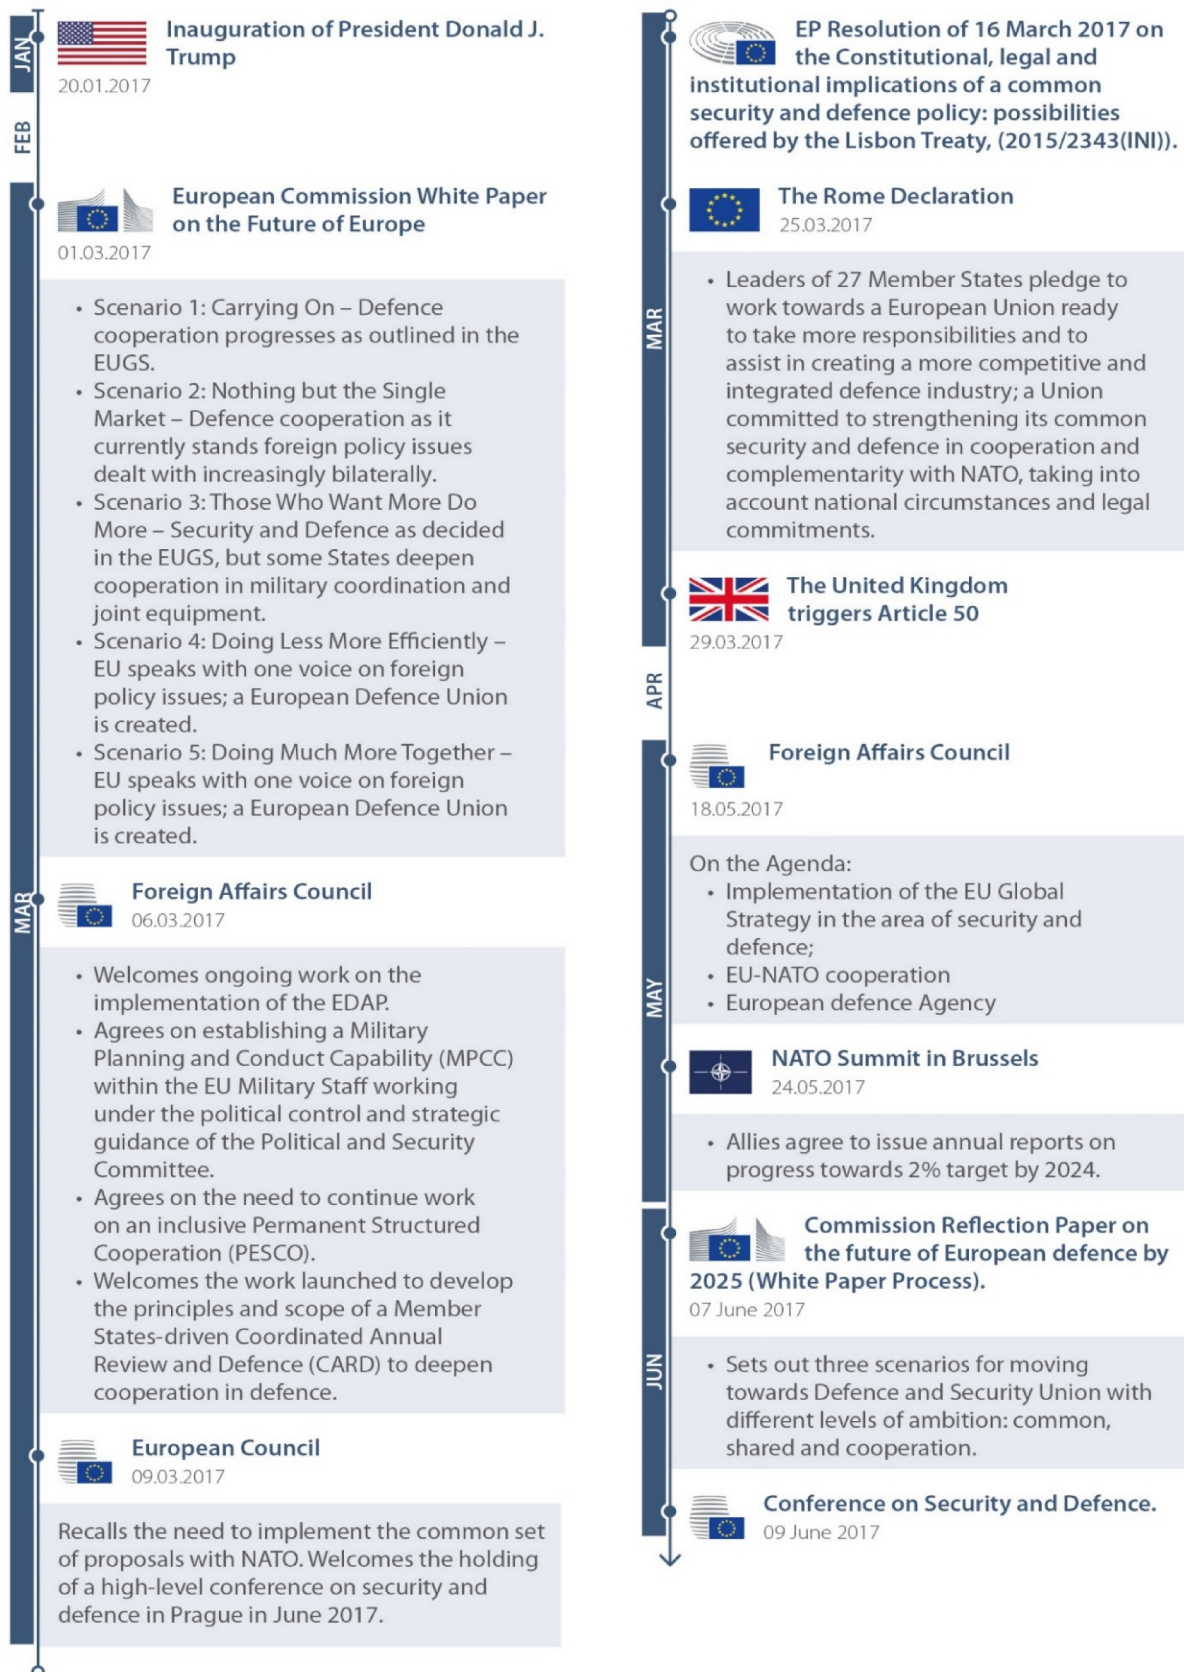 JAN
Inauguration of President Donald J.
Trump
20.01.2017
FEB
European Commission White Paper
on the Future of Europe
01.03.2017
• Scenario 1: Carrying On – Defence
cooperation progresses as outlined in the
EUGS.
• Scenario 2: Nothing but the Single
Market – Defence cooperation as it
currently stands foreign policy issues
dealt with increasingly bilaterally.
• Scenario 3: Those Who Want More Do
More – Security and Defence as decided
in the EUGS, but some States deepen
cooperation in military coordination and
joint equipment.
• Scenario 4: Doing Less More Efficiently –
EU speaks with one voice on foreign
policy issues; a European Defence Union
is created.
• Scenario 5: Doing Much More Together –
EU speaks with one voice on foreign
policy issues; a European Defence Union
is created.
MAR
Foreign Affairs Council
06.03.2017
• Welcomes ongoing work on the
implementation of the EDAP.
• Agrees on establishing a Military
Planning and Conduct Capability (MPCC)
within the EU Military Staff working
under the political control and strategic
guidance of the Political and Security
Committee.
• Agrees on the need to continue work
on an inclusive Permanent Structured
Cooperation (PESCO).
• Welcomes the work launched to develop
the principles and scope of a Member
States-driven Coordinated Annual
Review and Defence (CARD) to deepen
cooperation in defence.
European Council
09.03.2017
Recalls the need to implement the common set
of proposals with NATO. Welcomes the holding
of a high-level conference on security and
defence in Prague in June 2017.
EP Resolution of 16 March 2017 on
the Constitutional, legal and
institutional implications of a common
security and defence policy: possibilities
offered by the Lisbon Treaty, (2015/2343(INI)).
The Rome Declaration
25.03.2017
MAR
• Leaders of 27 Member States pledge to
work towards a European Union ready
to take more responsibilities and to
assist in creating a more competitive and
integrated defence industry; a Union
committed to strengthening its common
security and defence in cooperation and
complementarity with NATO, taking into
account national circumstances and legal
commitments.
The United Kingdom
triggers Article 50
29.03.2017
APR
Foreign Affairs Council
18.05.2017
On the Agenda:
• Implementation of the EU Global
Strategy in the area of security and
defence;
• EU-NATO cooperation
• European defence Agency
MAY
NATO Summit in Brussels
24.05.2017
• Allies agree to issue annual reports on
progress towards 2% target by 2024.
Commission Reflection Paper on
the future of European defence by
2025 (White Paper Process).
07 June 2017
JUN
• Sets out three scenarios for moving
towards Defence and Security Union with
different levels of ambition: common,
shared and cooperation.
Conference on Security and Defence.
09 June 2017